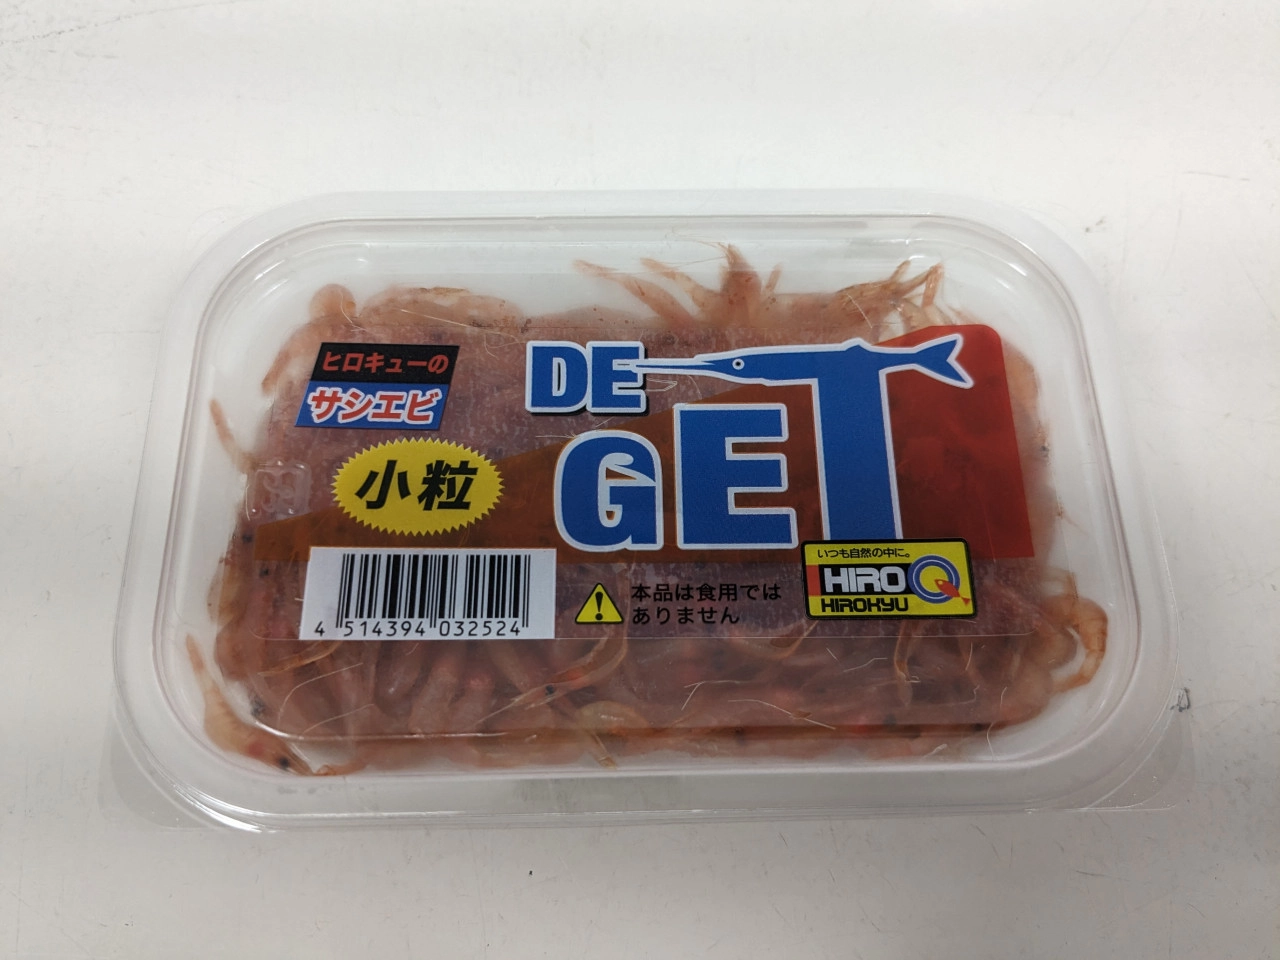 ヒロキューの
サシエビ
DE
GET
小粒
4 514394 032524
本品は食用では
ありません
いつも自然の中に。
HIROQ
HIROKYU